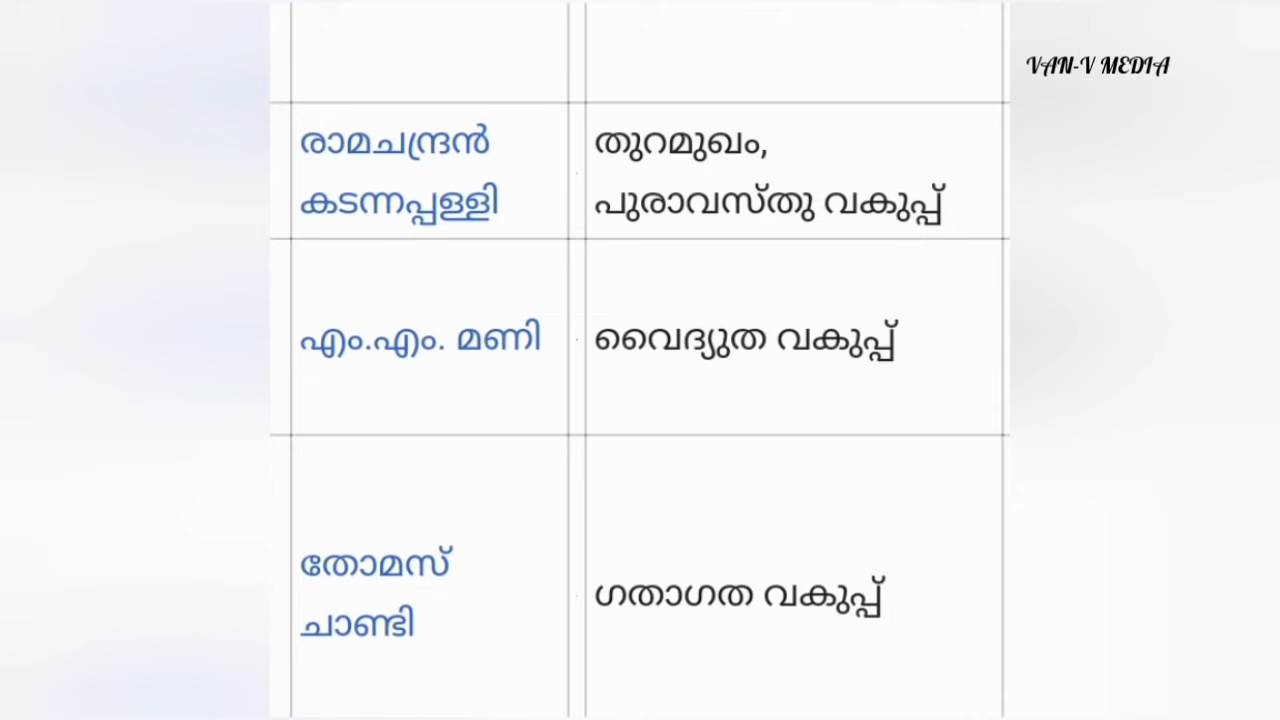 VAN-V MEDIA
രാമചന്ദ്രൻ
കടന്നപ്പള്ളി
തുറമുഖം,
പുരാവസ്തു വകുപ്പ്
എം.എം. മണി
വൈദ്യുത വകുപ്പ്
തോമസ്
ചാണ്ടി
ഗതാഗത വകുപ്പ്